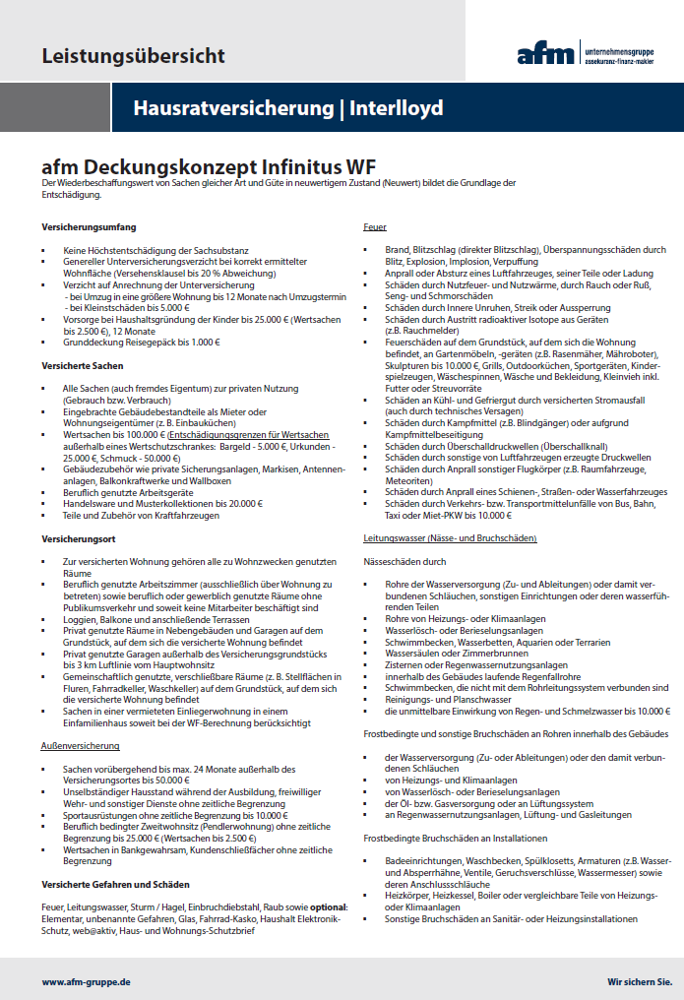 Leistungsübersicht
afm unternehmensgruppe
assekuranz-finanz-makler
Hausratversicherung | Interlloyd
afm Deckungskonzept Infinitus WF
Der Wiederbeschaffungswert von Sachen gleicher Art und Güte in neuwertigem Zustand (Neuwert) bildet die Grundlage der
Entschädigung.
Versicherungsumfang
▪ Keine Höchstentschädigung der Sachsubstanz
▪ Genereller Unterversicherungsverzicht bei korrekt ermittelter
Wohnfläche (Versehensklausel bis 20 % Abweichung)
▪ Verzicht auf Anrechnung der Unterversicherung
- bei Umzug in eine größere Wohnung bis 12 Monate nach Umzugstermin
- bei Kleinstschäden bis 5.000 €
▪ Vorsorge bei Haushaltsgründung der Kinder bis 25.000 € (Wertsachen
bis 2.500 €), 12 Monate
▪ Grunddeckung Reisegepäck bis 1.000 €
Versicherte Sachen
▪ Alle Sachen (auch fremdes Eigentum) zur privaten Nutzung
(Gebrauch bzw. Verbrauch)
▪ Eingebrachte Gebäudebestandteile als Mieter oder
Wohnungseigentümer (z. B. Einbauküchen)
▪ Wertsachen bis 100.000 € (Entschädigungsgrenzen für Wertsachen
außerhalb eines Wertschutzschrankes: Bargeld - 5.000 €, Urkunden -
25.000 €, Schmuck - 50.000 €)
▪ Gebäudezubehör wie private Sicherungsanlagen, Markisen, Antennen-
anlagen, Balkonkraftwerke und Wallboxen
▪ Beruflich genutzte Arbeitsgeräte
▪ Handelsware und Musterkollektionen bis 20.000 €
▪ Teile und Zubehör von Kraftfahrzeugen
Versicherungsort
▪ Zur versicherten Wohnung gehören alle zu Wohnzwecken genutzten
Räume
▪ Beruflich genutzte Arbeitszimmer (ausschließlich über Wohnung zu
betreten) sowie beruflich oder gewerblich genutzte Räume ohne
Publikumsverkehr und soweit keine Mitarbeiter beschäftigt sind
▪ Loggien, Balkone und anschließende Terrassen
▪ Privat genutzte Räume in Nebengebäuden und Garagen auf dem
Grundstück, auf dem sich die versicherte Wohnung befindet
▪ Privat genutzte Garagen außerhalb des Versicherungsgrundstücks
bis 3 km Luftlinie vom Hauptwohnsitz
▪ Gemeinschaftlich genutzte, verschließbare Räume (z. B. Stellflächen in
Fluren, Fahrradkeller, Waschkeller) auf dem Grundstück, auf dem sich
die versicherte Wohnung befindet
▪ Sachen in einer vermieteten Einliegerwohnung in einem
Einfamilienhaus soweit bei der WF-Berechnung berücksichtigt
Außenversicherung
▪ Sachen vorübergehend bis max. 24 Monate außerhalb des
Versicherungsortes bis 50.000 €
▪ Unselbständiger Hausstand während der Ausbildung, freiwilliger
Wehr- und sonstiger Dienste ohne zeitliche Begrenzung
▪ Sportausrüstungen ohne zeitliche Begrenzung bis 10.000 €
▪ Beruflich bedingter Zweitwohnsitz (Pendlerwohnung) ohne zeitliche
Begrenzung bis 25.000 € (Wertsachen bis 2.500 €)
▪ Wertsachen in Bankgewahrsam, Kundenschließfächer ohne zeitliche
Begrenzung
Versicherte Gefahren und Schäden
Feuer, Leitungswasser, Sturm / Hagel, Einbruchdiebstahl, Raub sowie optional:
Elementar, unbenannte Gefahren, Glas, Fahrrad-Kasko, Haushalt Elektronik-
Schutz, web@aktiv, Haus- und Wohnungs-Schutzbrief
Feuer
▪ Brand, Blitzschlag (direkter Blitzschlag), Überspannungsschäden durch
Blitz, Explosion, Implosion, Verpuffung
▪ Anprall oder Absturz eines Luftfahrzeuges, seiner Teile oder Ladung
▪ Schäden durch Nutzfeuer- und Nutzwärme, durch Rauch oder Ruß,
Seng- und Schmorschäden
▪ Schäden durch Innere Unruhen, Streik oder Aussperrung
▪ Schäden durch Austritt radioaktiver Isotope aus Geräten
(z.B. Rauchmelder)
▪ Feuerschäden auf dem Grundstück, auf dem sich die Wohnung
befindet, an Gartenmöbeln, -geräten (z.B. Rasenmäher, Mähroboter),
Skulpturen bis 10.000 €, Grills, Outdoorküchen, Sportgeräten, Kinder-
spielzeugen, Wäschespinnen, Wäsche und Bekleidung, Kleinvieh inkl.
Futter oder Streuvorräte
▪ Schäden an Kühl- und Gefriergut durch versicherten Stromausfall
(auch durch technisches Versagen)
▪ Schäden durch Kampfmittel (z.B. Blindgänger) oder aufgrund
Kampfmittelbeseitigung
▪ Schäden durch Überschalldruckwellen (Überschallknall)
▪ Schäden durch sonstige von Luftfahrzeugen erzeugte Druckwellen
▪ Schäden durch Anprall sonstiger Flugkörper (z.B. Raumfahrzeuge,
Meteoriten)
▪ Schäden durch Anprall eines Schienen-, Straßen- oder Wasserfahrzeuges
▪ Schäden durch Verkehrs- bzw. Transportmittelunfälle von Bus, Bahn,
Taxi oder Miet-PKW bis 10.000 €
Leitungswasser (Nässe- und Bruchschäden)
Nässeschäden durch
▪ Rohre der Wasserversorgung (Zu- und Ableitungen) oder damit ver-
bundenen Schläuchen, sonstigen Einrichtungen oder deren wasserfüh-
renden Teilen
▪ Rohre von Heizungs- oder Klimaanlagen
▪ Wasserlösch- oder Berieselungsanlagen
▪ Schwimmbecken, Wasserbetten, Aquarien oder Terrarien
▪ Wassersäulen oder Zimmerbrunnen
▪ Zisternen oder Regenwassernutzungsanlagen
▪ innerhalb des Gebäudes laufende Regenfallrohre
▪ Schwimmbecken, die nicht mit dem Rohrleitungssystem verbunden sind
▪ Reinigungs- und Planschwasser
▪ die unmittelbare Einwirkung von Regen- und Schmelzwasser bis 10.000 €
Frostbedingte und sonstige Bruchschäden an Rohren innerhalb des Gebäudes
▪ der Wasserversorgung (Zu- oder Ableitungen) oder den damit verbun-
denen Schläuchen
▪ von Heizungs- und Klimaanlagen
▪ von Wasserlösch- oder Berieselungsanlagen
▪ der Öl- bzw. Gasversorgung oder an Lüftungssystem
▪ an Regenwassernutzungsanlagen, Lüftung- und Gasleitungen
Frostbedingte Bruchschäden an Installationen
▪ Badeeinrichtungen, Waschbecken, Spülklosetts, Armaturen (z.B. Wasser-
und Absperrhähne, Ventile, Geruchsverschlüsse, Wassermesser) sowie
deren Anschlussschläuche
▪ Heizkörper, Heizkessel, Boiler oder vergleichbare Teile von Heizungs-
oder Klimaanlagen
▪ Sonstige Bruchschäden an Sanitär- oder Heizungsinstallationen
www.afm-gruppe.de
Wir sichern Sie.